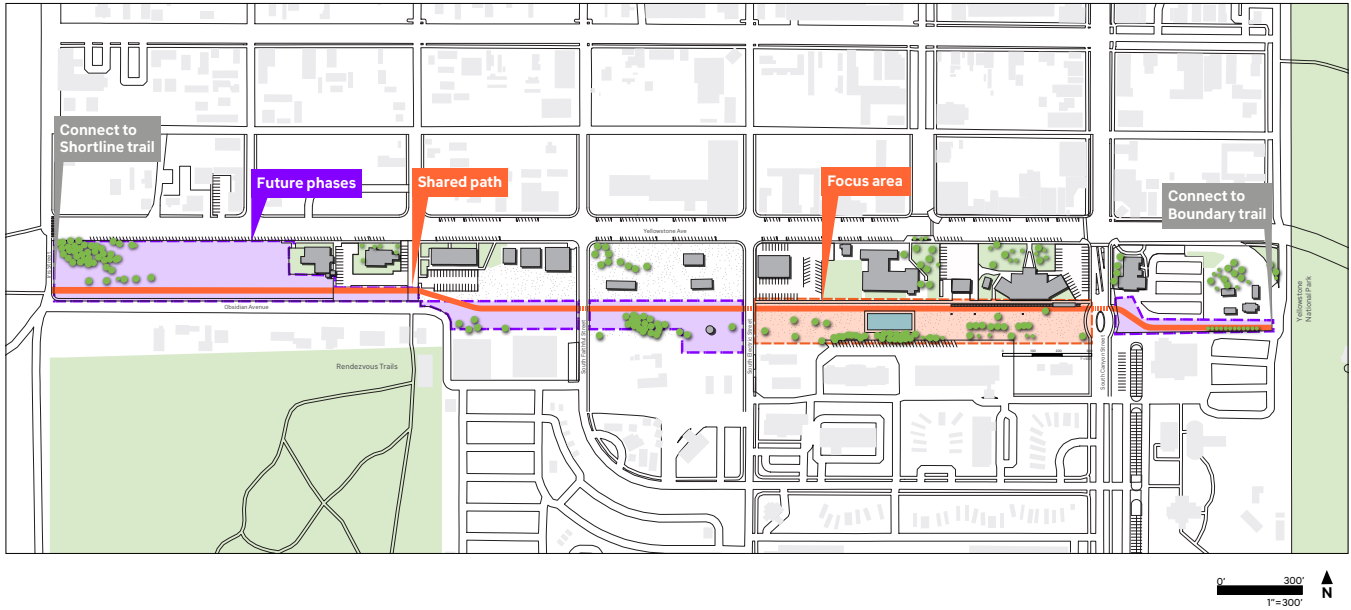 Connect to
Shortline trail
Future phases
Shared path
Focus area
Connect to
Boundary trail
Yellowstone Ave
Obsidian Avenue
Rendezvous Trails
South Faithful Street
South Electric Street
South Canyon Street
Yellowstone
National Park
0'
300'
1"=300'
N